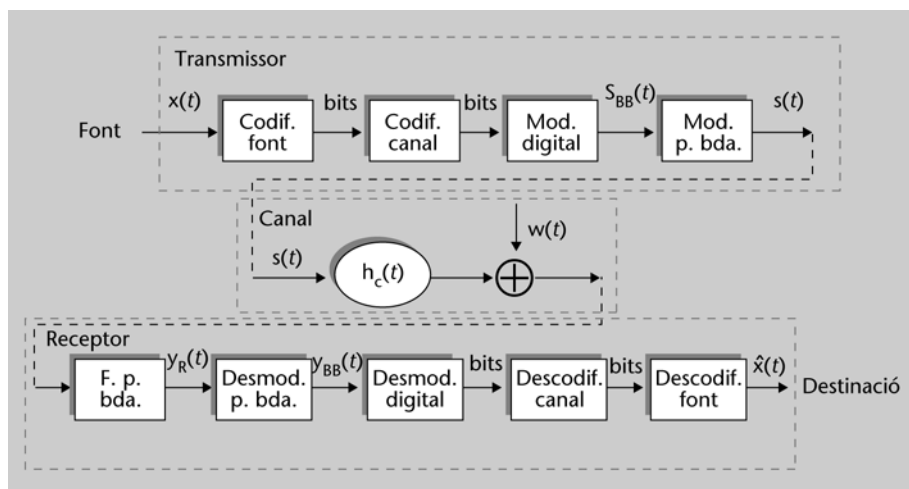 Transmissor
x(t)
bits
bits
S_BB(t)
s(t)
Font
Codif.
font
Codif.
canal
Mod.
digital
Mod.
p. bda.
Canal
w(t)
s(t)
h_c(t)
Receptor
y_R(t)
y_BB(t)
bits
bits
x̂(t)
F. p.
bda.
Desmod.
p. bda.
Desmod.
digital
Descodif.
canal
Descodif.
font
Destinació